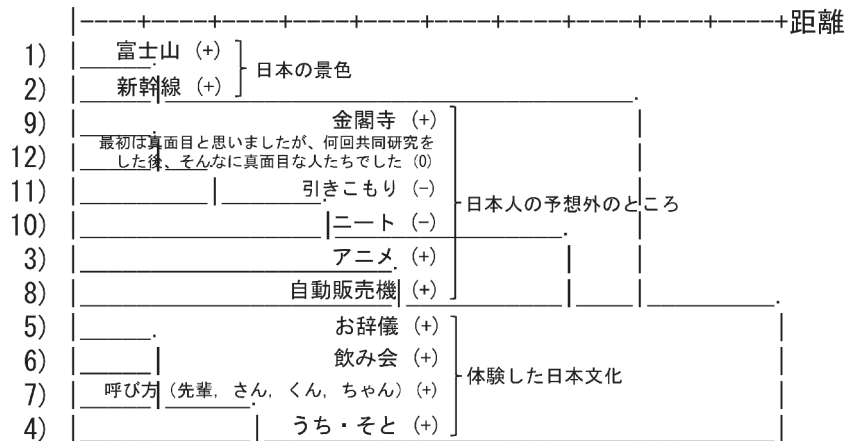 距離
1) 富士山 (+)
日本の景色
2) 新幹線 (+)
9) 金閣寺 (+)
12) 最初は真面目と思いましたが、何回共同研究を
した後、そんなに真面目な人たちでした (0)
11) 引きこもり (-)
日本人の予想外のところ
10) ニート (-)
3) アニメ (+)
8) 自動販売機 (+)
5) お辞儀 (+)
6) 飲み会 (+)
体験した日本文化
7) 呼び方 (先輩, さん, くん, ちゃん) (+)
4) うち・そと (+)